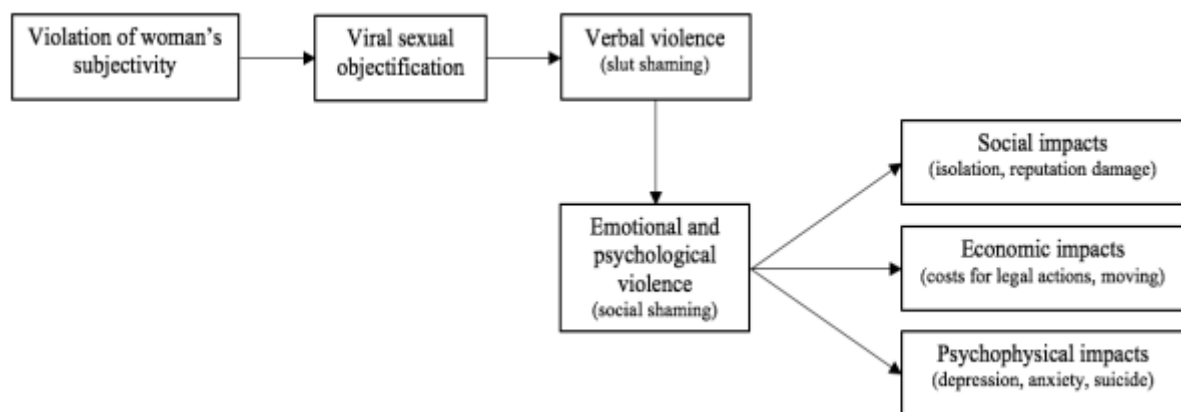 Violation of woman's
subjectivity
Viral sexual
objectification
Verbal violence
(slut shaming)
Emotional and
psychological
violence
(social shaming)
Social impacts
(isolation, reputation damage)
Economic impacts
(costs for legal actions, moving)
Psychophysical impacts
(depression, anxiety, suicide)